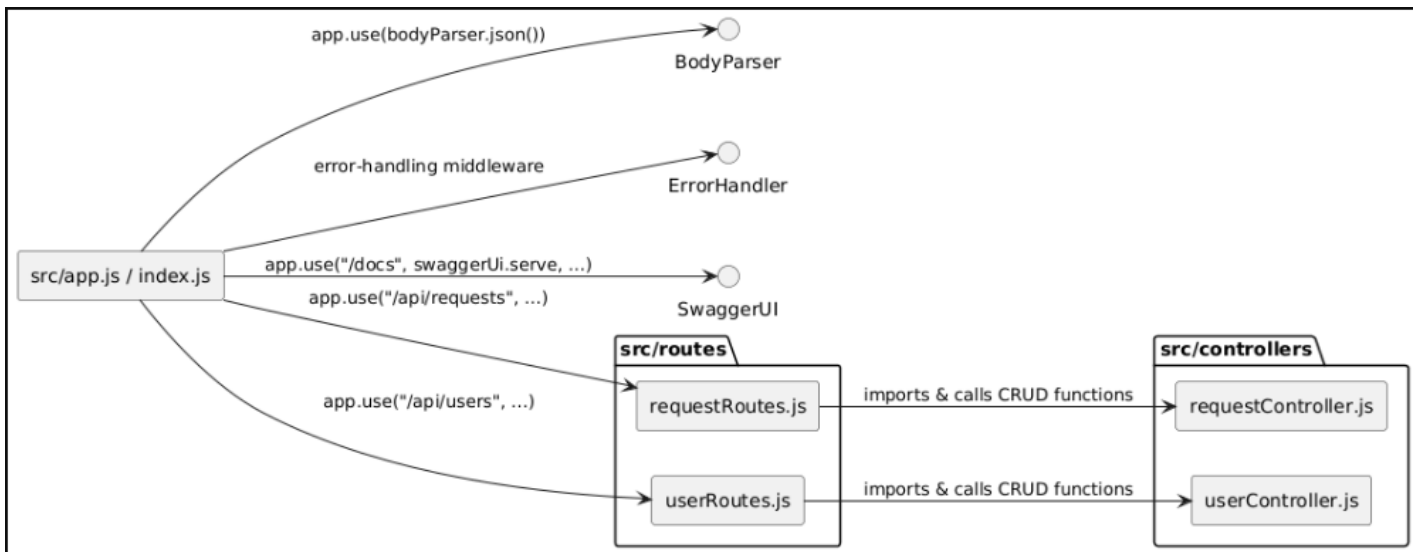 app.use(bodyParser.json())
BodyParser
error-handling middleware
ErrorHandler
src/app.js / index.js
app.use("/docs", swaggerUi.serve, ...)
app.use("/api/requests", ...)
SwaggerUI
src/routes
src/controllers
requestRoutes.js
imports & calls CRUD functions
requestController.js
app.use("/api/users", ...)
userRoutes.js
imports & calls CRUD functions
userController.js